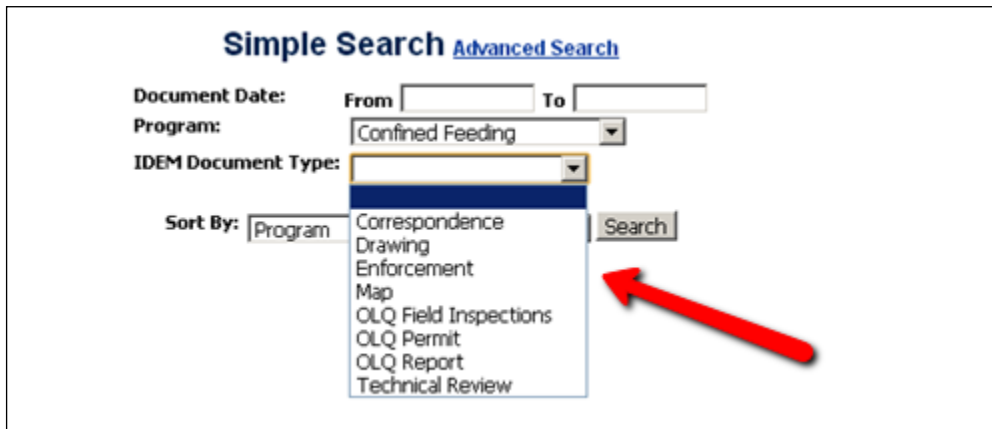 Simple Search Advanced Search
Document Date: From To
Program: Confined Feeding
IDEM Document Type:
Sort By: Program Search
Correspondence
Drawing
Enforcement
Map
OLQ Field Inspections
OLQ Permit
OLQ Report
Technical Review